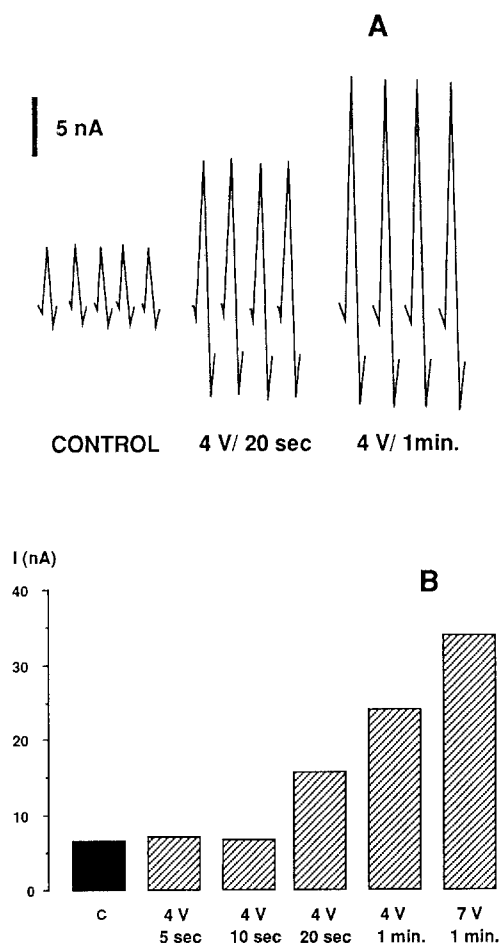 A
5 nA
CONTROL 4 V/ 20 sec 4 V/ 1min.
I (nA)
B
40
30
20
10
0
C 4 V 4 V 4 V 4 V 7 V
5 sec 10 sec 20 sec 1 min. 1 min.